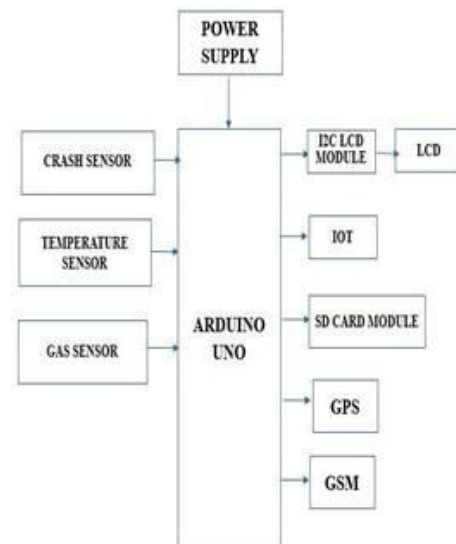 POWER
SUPPLY
CRASH SENSOR
TEMPERATURE
SENSOR
GAS SENSOR
ARDUINO
UNO
I2C LCD
MODULE
LCD
IOT
SD CARD MODULE
GPS
GSM